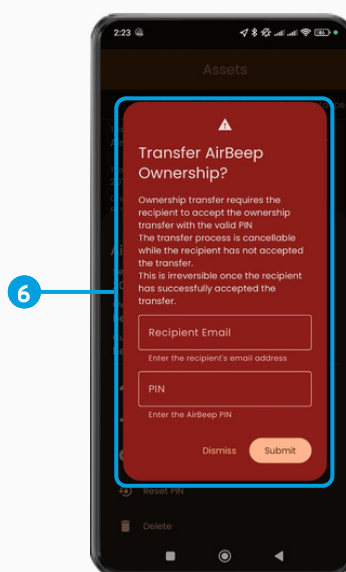 2:23
Assets
Transfer AirBeep
Ownership?
Ownership transfer requires the
recipient to accept the ownership
transfer with the valid PIN
The transfer process is cancellable
while the recipient has not accepted
the transfer.
This is irreversible once the recipient
has successfully accepted the
transfer.
6
Recipient Email
Enter the recipient's email address
PIN
Enter the AirBeep PIN
Dismiss
Submit
Reset PIN
Delete